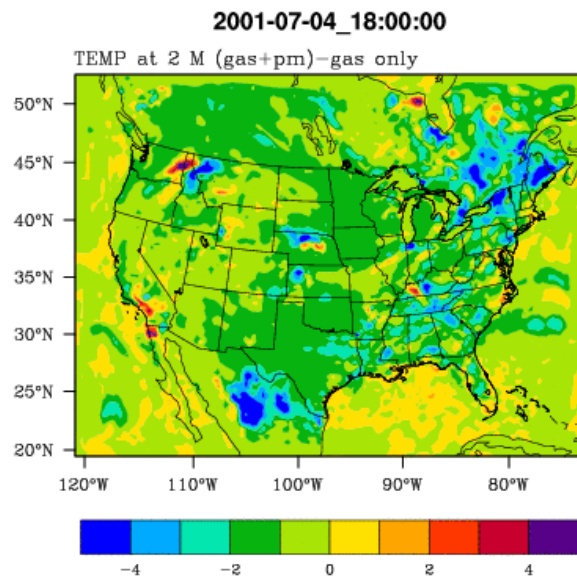 2001-07-04_18:00:00
TEMP at 2 M (gas+pm)-gas only
50°N
45°N
40°N
35°N
30°N
25°N
20°N
120°W 110°W 100°W 90°W 80°W
-4 -2 0 2 4